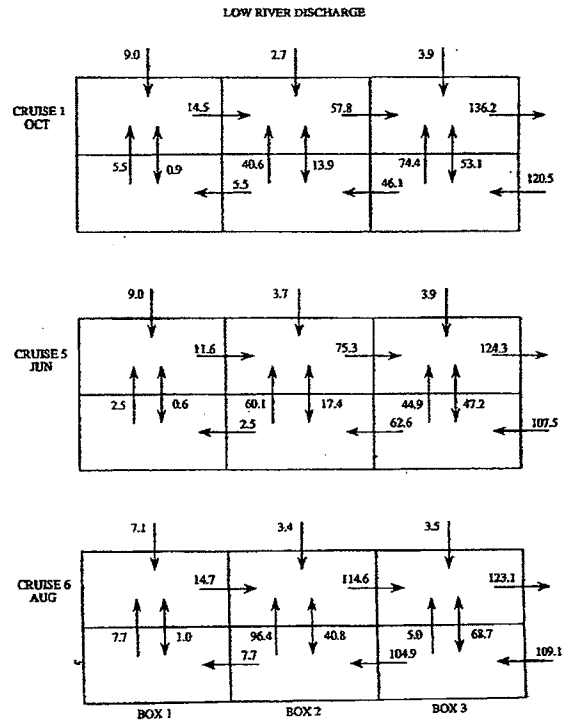 LOW RIVER DISCHARGE
9.0 2.7 3.9
CRUISE 1
OCT
14.5 57.8 136.2
5.5 0.9 40.6 13.9 74.4 53.1
5.5 46.1 120.5
9.0 3.7 3.9
CRUISE 5
JUN
11.6 75.3 124.3
2.5 0.6 60.1 17.4 44.9 47.2
2.5 62.6 107.5
7.1 3.4 3.5
CRUISE 6
AUG
14.7 114.6 123.1
7.7 1.0 96.4 40.8 5.0 68.7
7.7 104.9 109.1
BOX 1 BOX 2 BOX 3